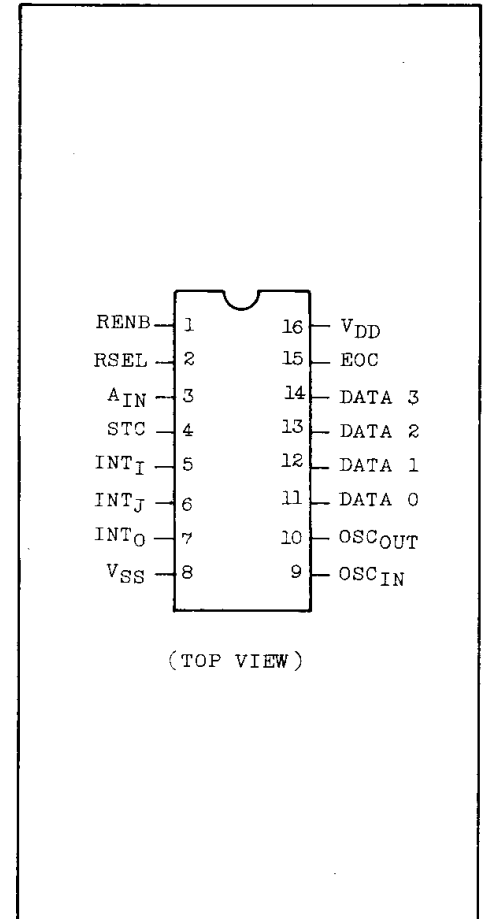 RENB 1 16 VDD
RSEL 2 15 EOC
AIN 3 14 DATA 3
STC 4 13 DATA 2
INTI 5 12 DATA 1
INTJ 6 11 DATA 0
INTO 7 10 OSCOUT
VSS 8 9 OSCIN
(TOP VIEW)